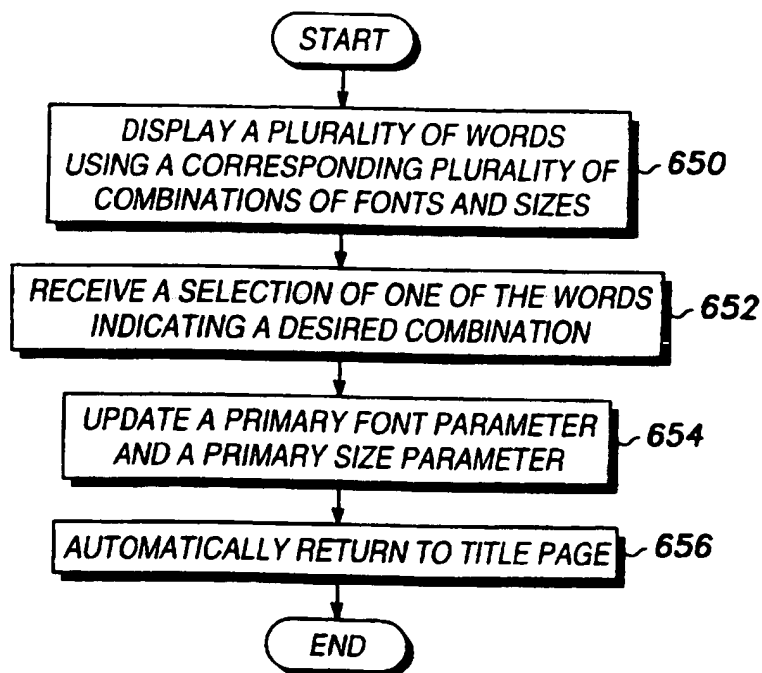 START
DISPLAY A PLURALITY OF WORDS
USING A CORRESPONDING PLURALITY OF
COMBINATIONS OF FONTS AND SIZES
650
RECEIVE A SELECTION OF ONE OF THE WORDS
INDICATING A DESIRED COMBINATION
652
UPDATE A PRIMARY FONT PARAMETER
AND A PRIMARY SIZE PARAMETER
654
AUTOMATICALLY RETURN TO TITLE PAGE
656
END